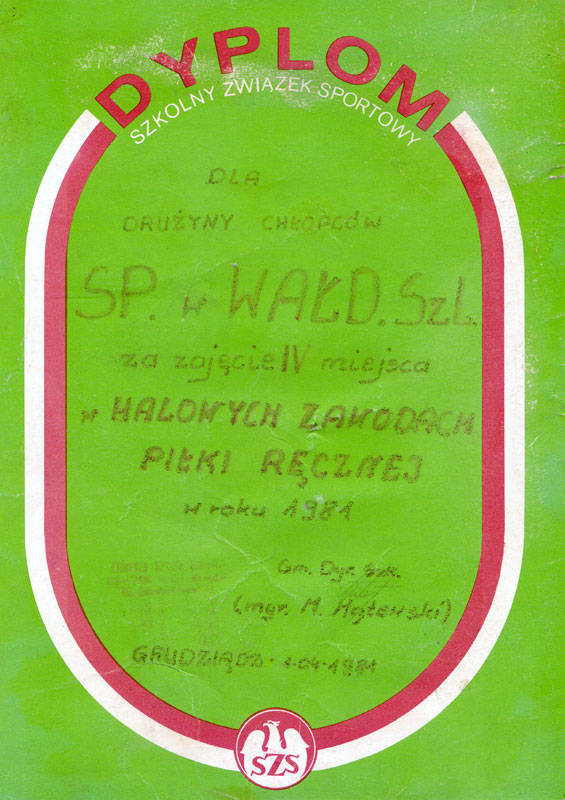 DYPLOM
SZKOLNY ZWIĄZEK SPORTOWY
DLA
DRUŻYNY CHŁOPCÓW
SP. w WAŁD. SzL.
za zajęcie IV miejsca
w HALOWYCH ZAWODACH
PIŁKI RĘCZNEJ
w roku 1981
Gm. Dyr. Szk.
(mgr. M.
GRUDZIĄDZ · 1-04-1981
SZS